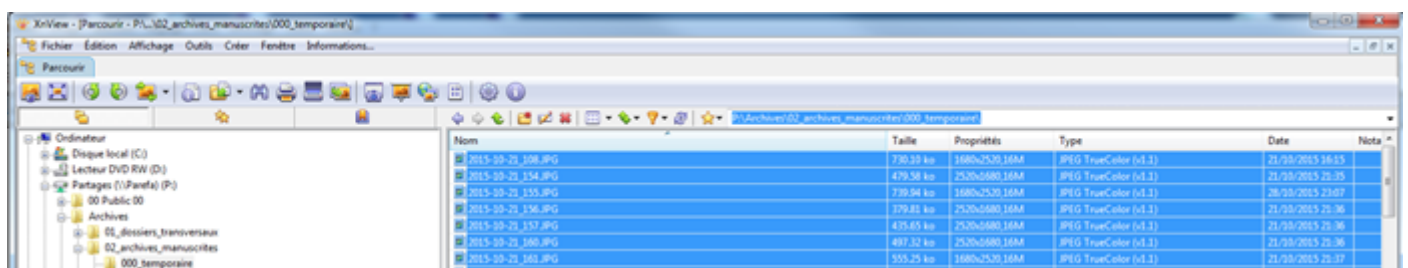 XnView - [Parcourir - P:\...\02_archives_manuscrites\000_temporaire\]
Fichier Édition Affichage Outils Créer Fenêtre Informations...
Parcourir
P:\Archives\02_archives_manuscrites\000_temporaire\
Ordinateur
Disque local (C:)
Lecteur DVD RW (D:)
Partages (\\Parefa) (P:)
00 Public 00
Archives
01_dossiers_transversaux
02_archives_manuscrites
000_temporaire
Nom Taille Propriétés Type Date Nota
2015-10-21_108.JPG 730.10 ko 1680x2520,16M JPEG TrueColor (v1.1) 21/10/2015 16:15
2015-10-21_154.JPG 479.58 ko 2520x1680,16M JPEG TrueColor (v1.1) 21/10/2015 21:35
2015-10-21_155.JPG 739.94 ko 1680x2520,16M JPEG TrueColor (v1.1) 28/10/2015 23:07
2015-10-21_156.JPG 379.81 ko 2520x1680,16M JPEG TrueColor (v1.1) 21/10/2015 21:36
2015-10-21_157.JPG 435.65 ko 2520x1680,16M JPEG TrueColor (v1.1) 21/10/2015 21:36
2015-10-21_160.JPG 497.32 ko 2520x1680,16M JPEG TrueColor (v1.1) 21/10/2015 21:36
2015-10-21_161.JPG 555.25 ko 1680x2520,16M JPEG TrueColor (v1.1) 21/10/2015 21:37